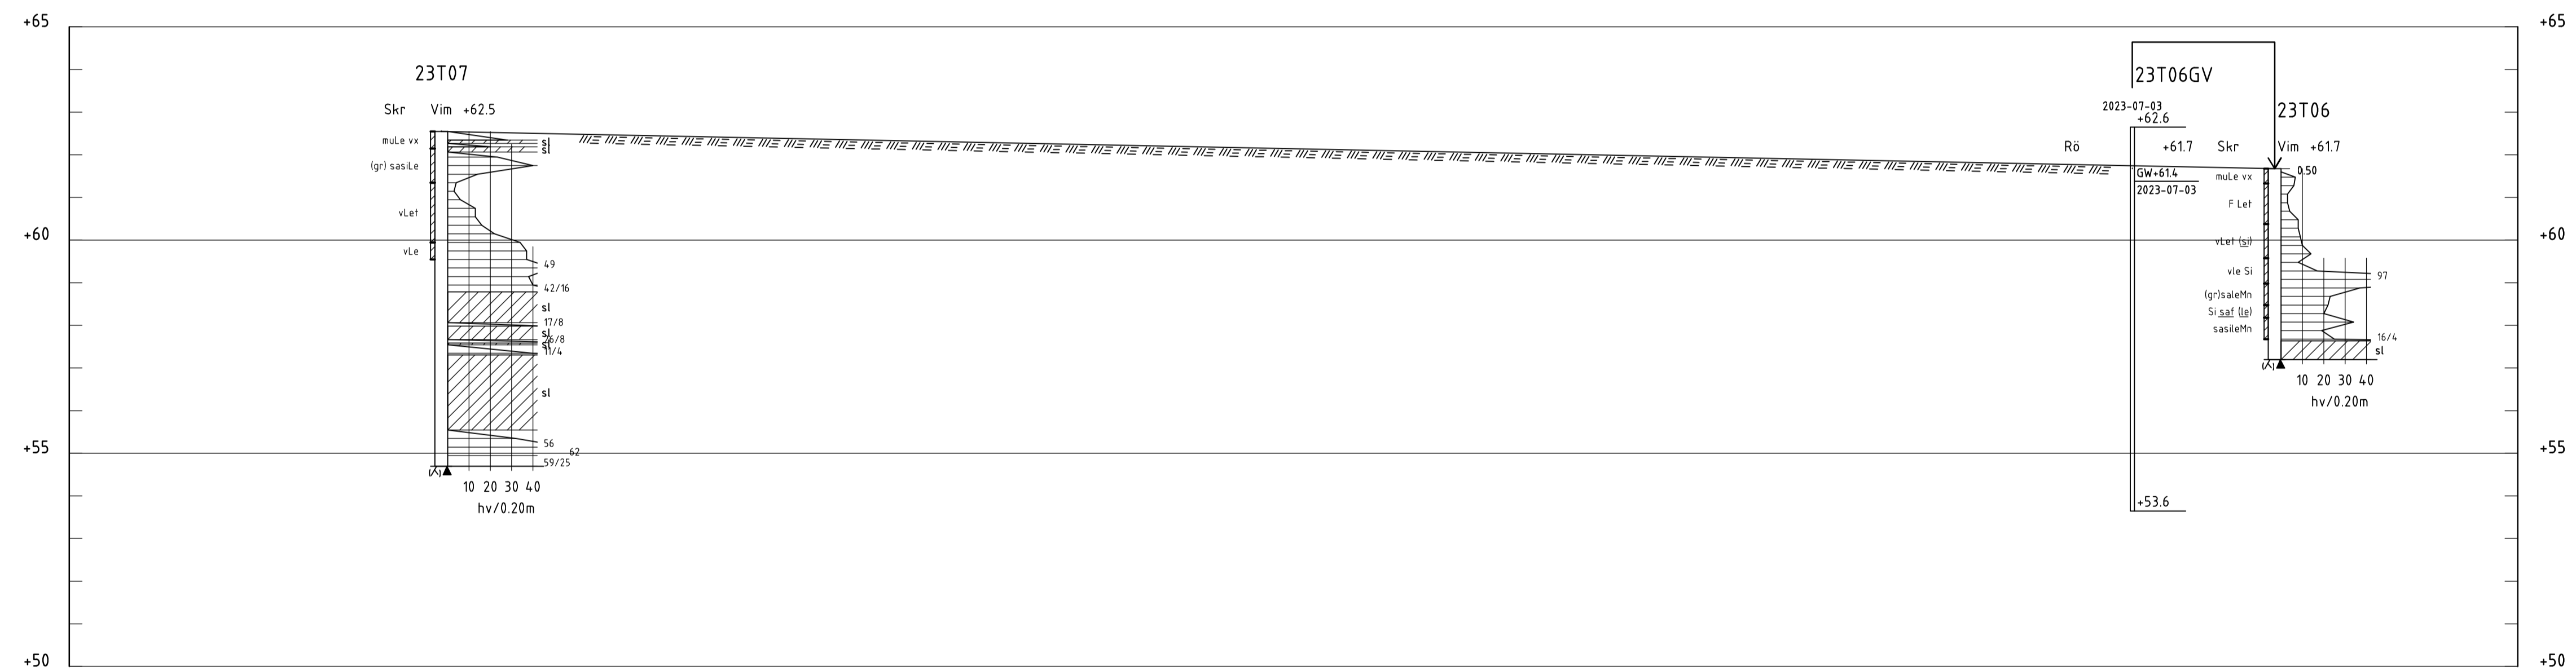 +65
+65
23T07
23T06GV
2023-07-03
+62.6
23T06
Skr Vim +62.5
Rö +61.7 Skr Vim +61.7
muLe vx
sl
sl
(gr) sasiLe
vLet
vLe
GW+61.4
2023-07-03
0.50
muLe vx
F Let
vLet (si)
vle Si
(gr)saleMn
Si saf (le)
sasileMn
+60
+60
49
42/16
sl
17/8
sl
sl
11/4
sl
56
62
59/25
97
16/4
sl
10 20 30 40
hv/0.20m
+55
+55
10 20 30 40
hv/0.20m
+53.6
+50
+50